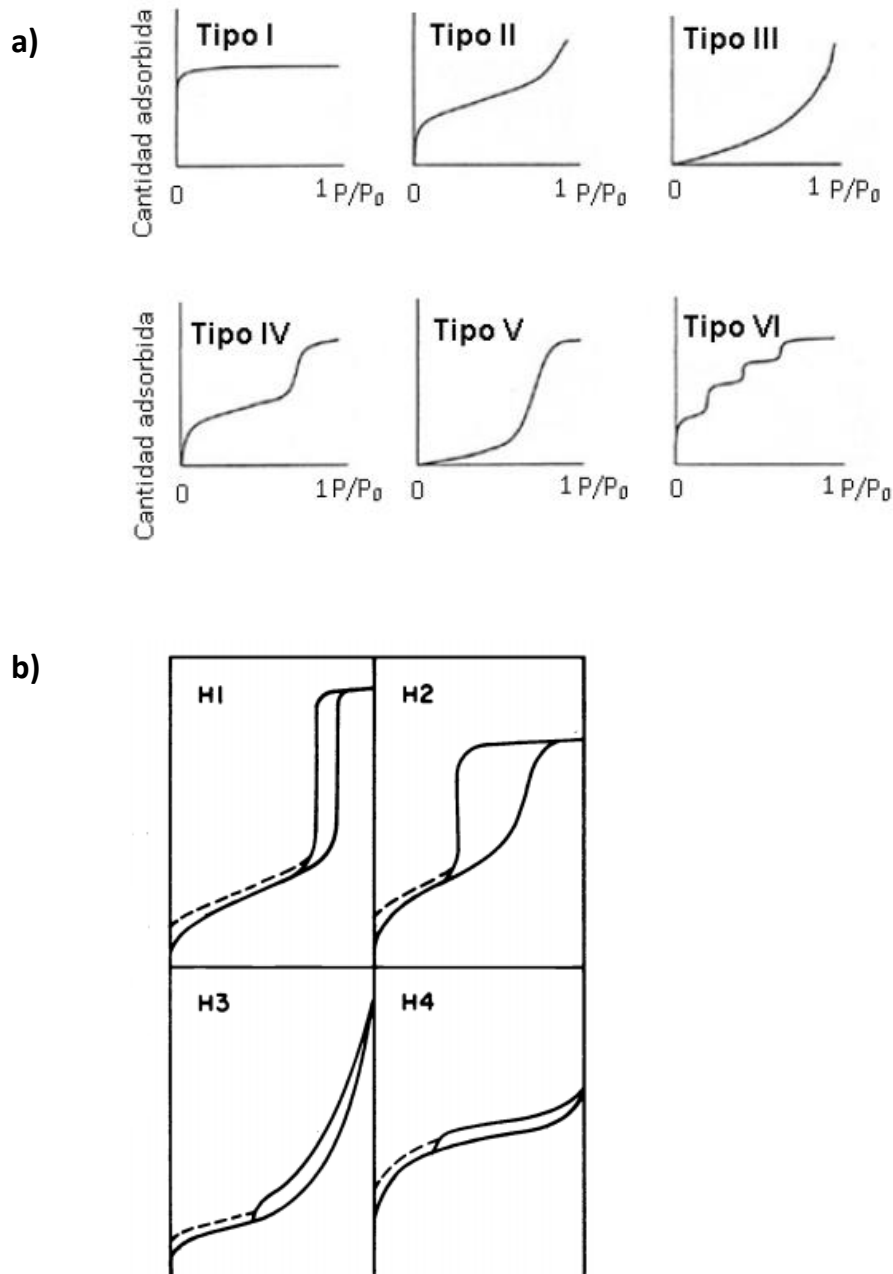 a)
Tipo I
Tipo II
Tipo III
Cantidad adsorbida
0
1 P/P₀
0
1 P/P₀
0
1 P/P₀
Tipo IV
Tipo V
Tipo VI
Cantidad adsorbida
0
1 P/P₀
0
1 P/P₀
0
1 P/P₀
b)
H1
H2
H3
H4